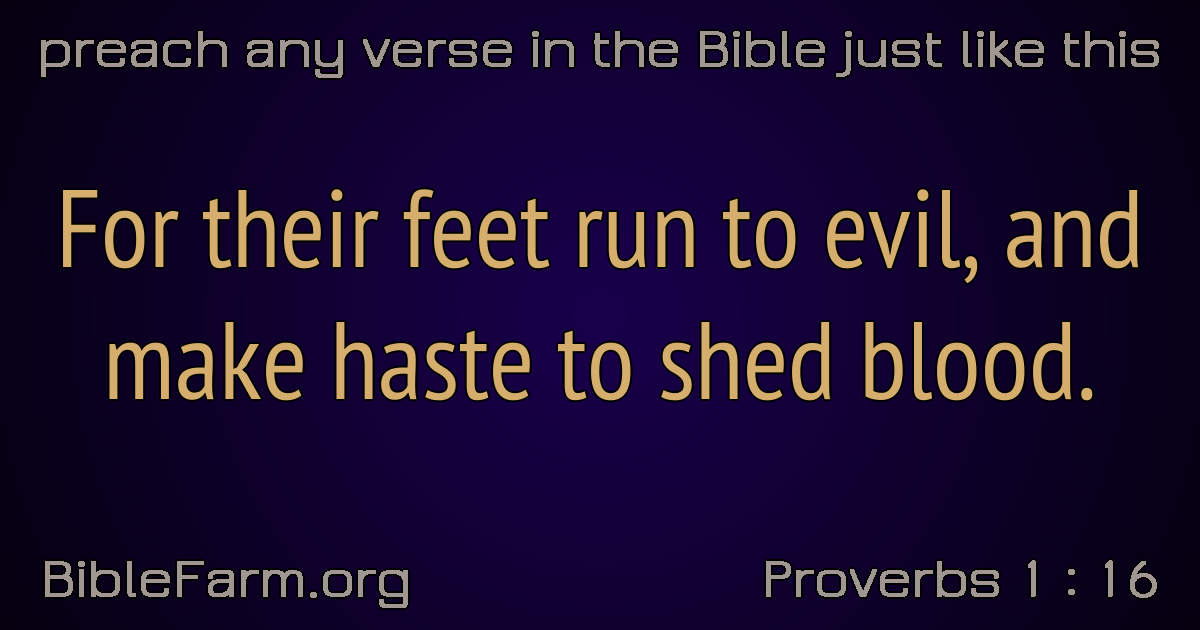 preach any verse in the Bible just like this
For their feet run to evil, and
make haste to shed blood.
BibleFarm.org
Proverbs 1 : 16